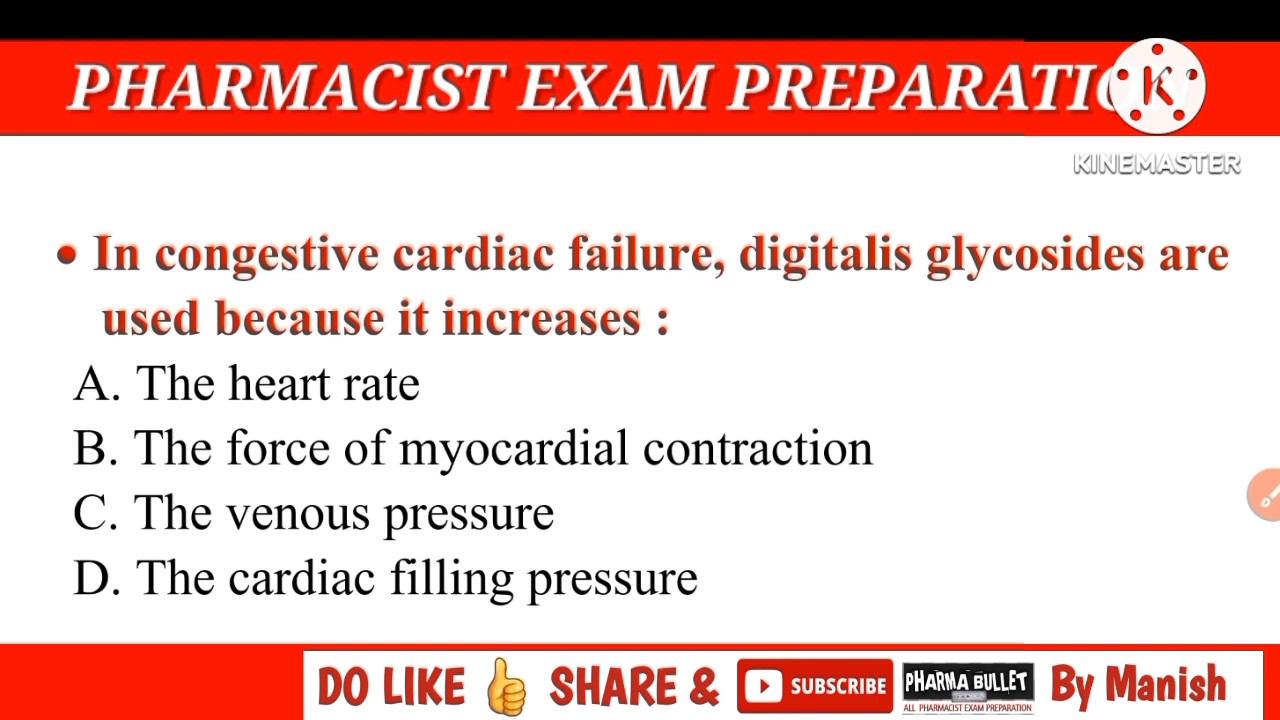 PHARMACIST EXAM PREPARATION
K
KINEMASTER
• In congestive cardiac failure, digitalis glycosides are
used because it increases :
A. The heart rate
B. The force of myocardial contraction
C. The venous pressure
D. The cardiac filling pressure
DO LIKE SHARE & SUBSCRIBE PHARMA BULLET By Manish
ALL PHARMACIST EXAM PREPARATION